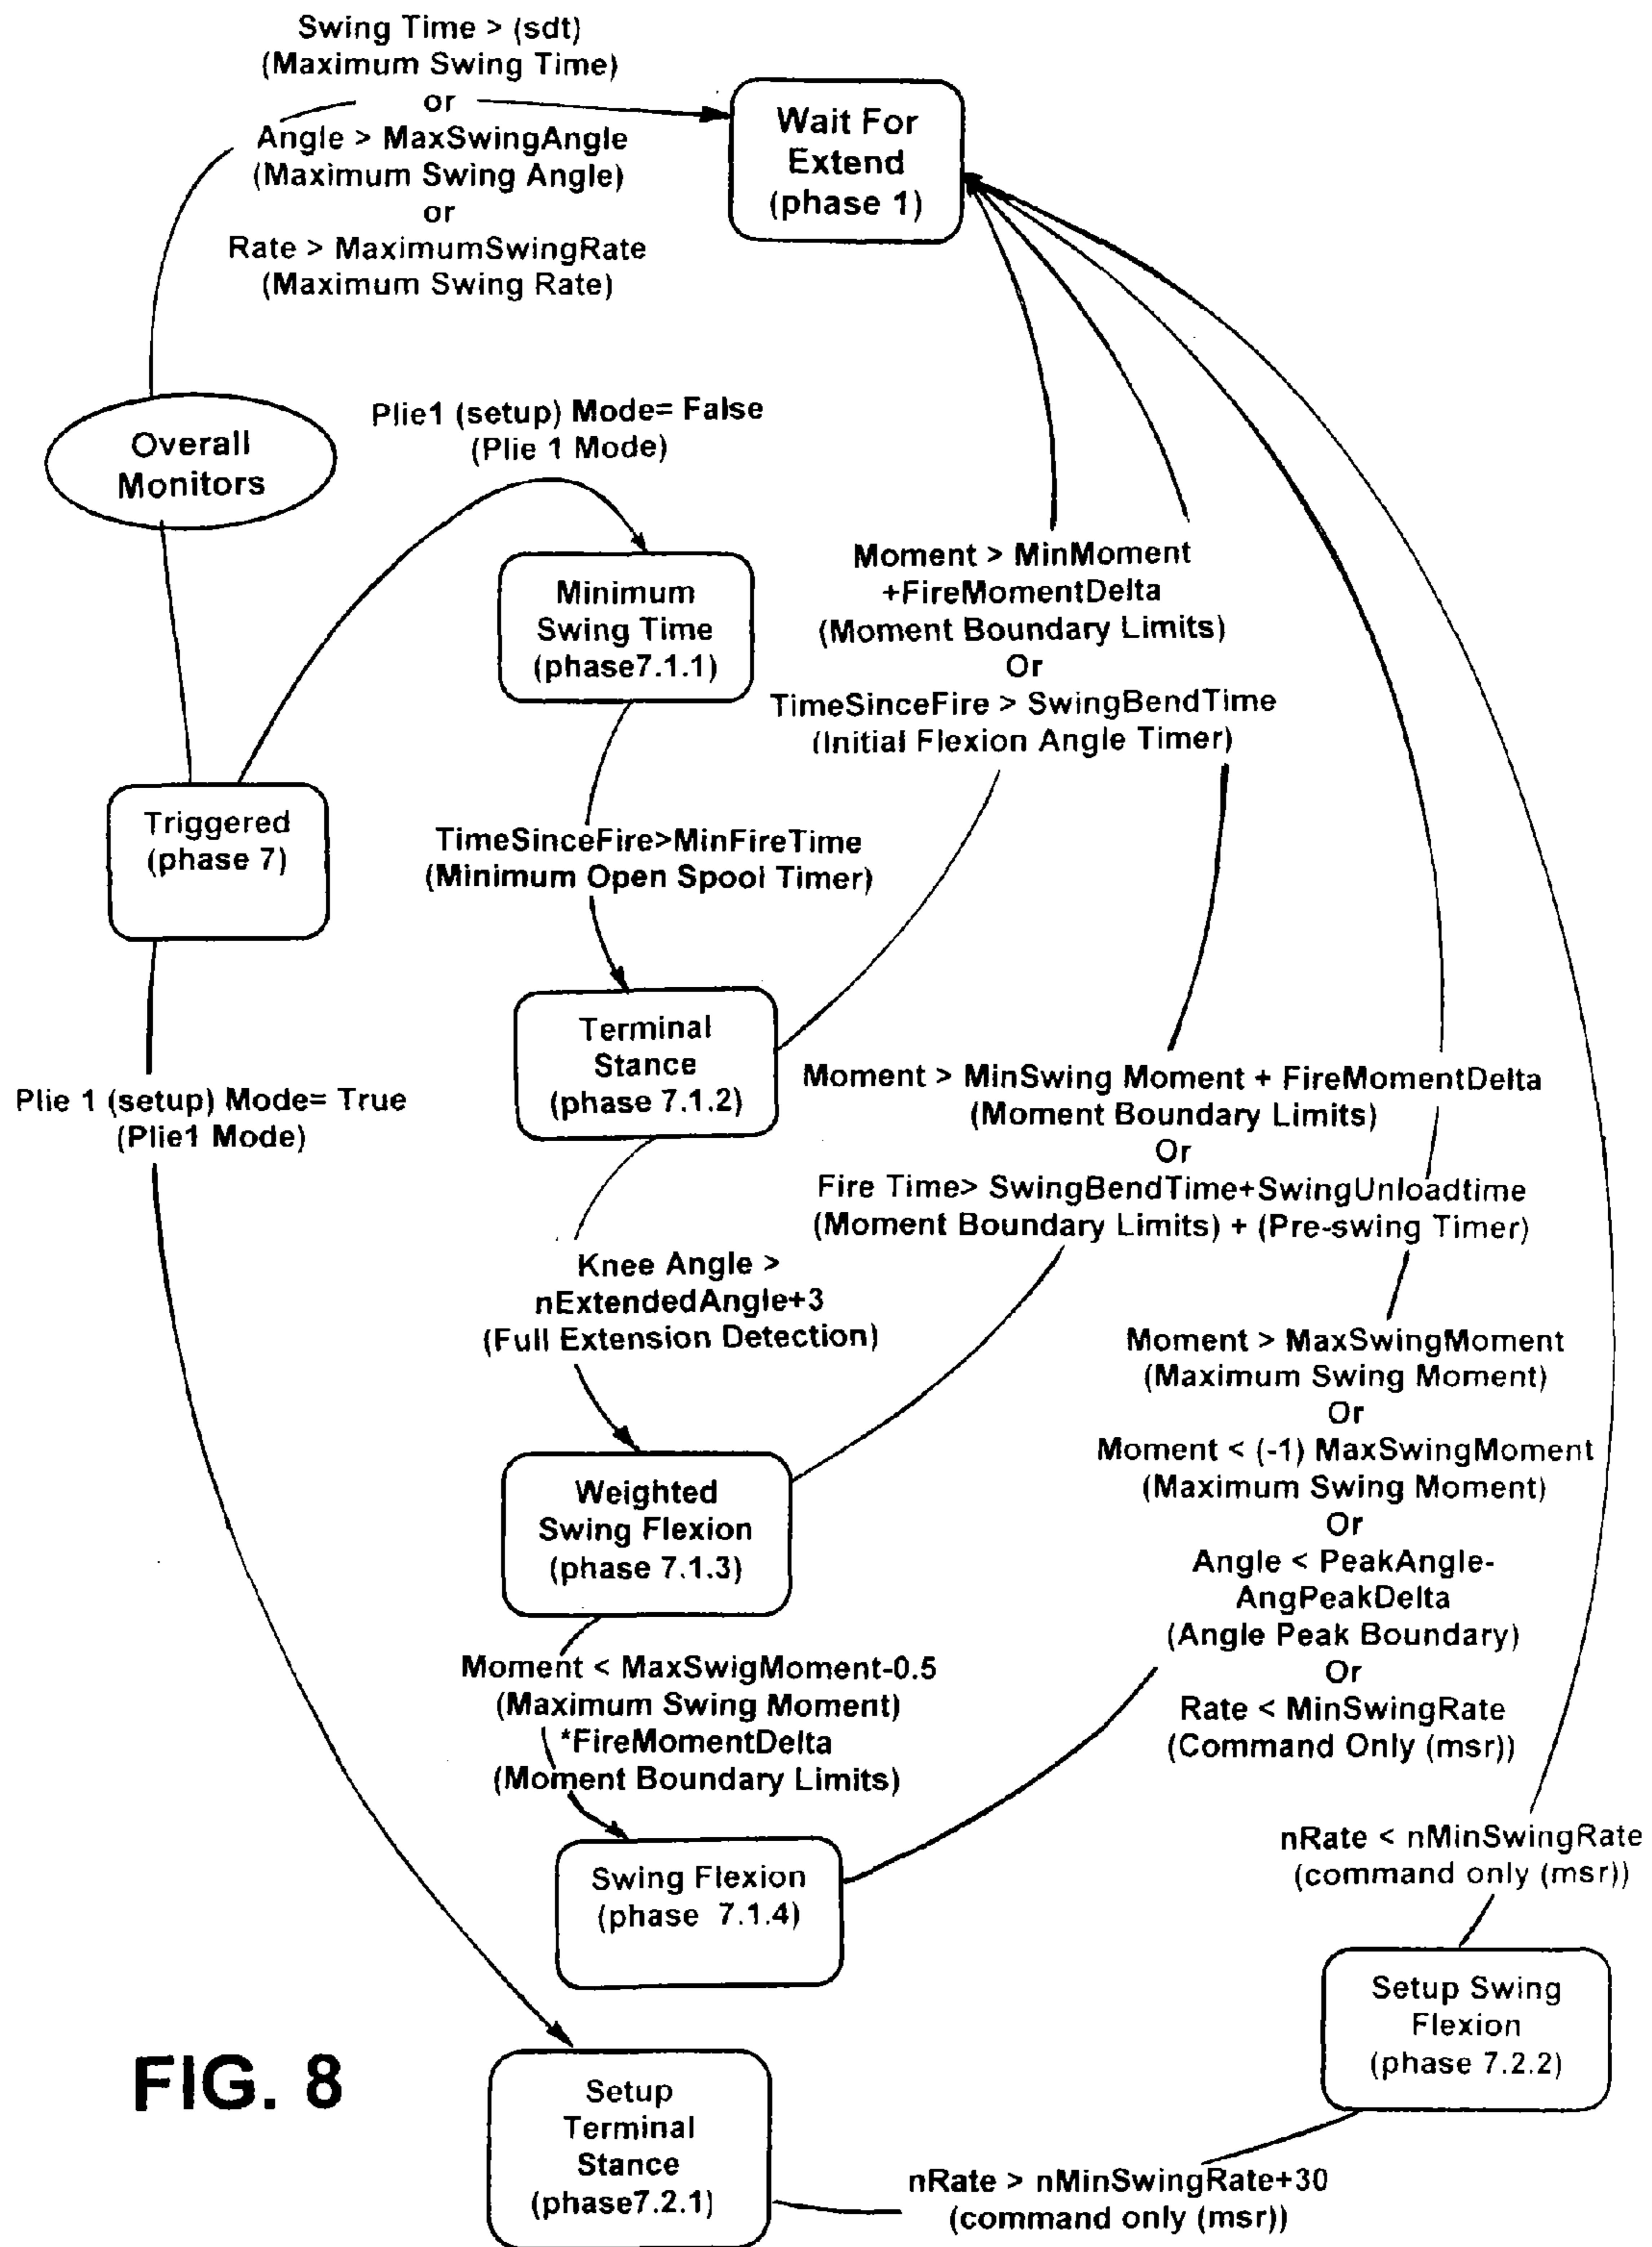 Swing Time > (sdt)
(Maximum Swing Time)
or
Angle > MaxSwingAngle
(Maximum Swing Angle)
or
Rate > MaximumSwingRate
(Maximum Swing Rate)
Wait For
Extend
(phase 1)
Overall
Monitors
Plie1 (setup) Mode= False
(Plie 1 Mode)
Minimum
Swing Time
(phase7.1.1)
Moment > MinMoment
+FireMomentDelta
(Moment Boundary Limits)
Or
TimeSinceFire > SwingBendTime
(Initial Flexion Angle Timer)
Triggered
(phase 7)
TimeSinceFire>MinFireTime
(Minimum Open Spool Timer)
Terminal
Stance
(phase 7.1.2)
Plie 1 (setup) Mode= True
(Plie1 Mode)
Moment > MinSwing Moment + FireMomentDelta
(Moment Boundary Limits)
Or
Fire Time> SwingBendTime+SwingUnloadtime
(Moment Boundary Limits) + (Pre-swing Timer)
Knee Angle >
nExtendedAngle+3
(Full Extension Detection)
Moment > MaxSwingMoment
(Maximum Swing Moment)
Or
Moment < (-1) MaxSwingMoment
(Maximum Swing Moment)
Or
Angle < PeakAngle-
AngPeakDelta
(Angle Peak Boundary)
Or
Rate < MinSwingRate
(Command Only (msr))
Weighted
Swing Flexion
(phase 7.1.3)
Moment < MaxSwigMoment-0.5
(Maximum Swing Moment)
*FireMomentDelta
(Moment Boundary Limits)
Swing Flexion
(phase 7.1.4)
nRate < nMinSwingRate
(command only (msr))
Setup Swing
Flexion
(phase 7.2.2)
FIG. 8
Setup
Terminal
Stance
(phase7.2.1)
nRate > nMinSwingRate+30
(command only (msr))